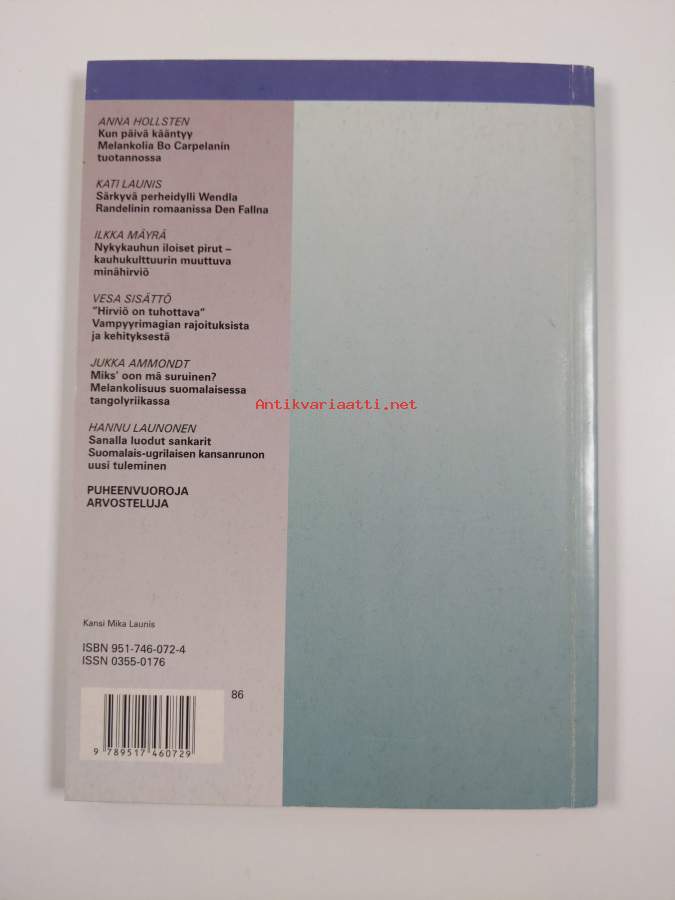 ANNA HOLLSTEN
Kun päivä kääntyy
Melankolia Bo Carpelanin
tuotannossa
KATI LAUNIS
Särkyvä perheidylli Wendla
Randelinin romaanissa Den Fallna
ILKKA MÄYRÄ
Nykykauhun iloiset pirut –
kauhukulttuurin muuttuva
minähirviö
VESA SISÄTTÖ
"Hirviö on tuhottava"
Vampyyrimagian rajoituksista
ja kehityksestä
JUKKA AMMONDT
Miks' oon mä suruinen?
Melankolisuus suomalaisessa
tangolyriikassa
HANNU LAUNONEN
Sanalla luodut sankarit
Suomalais-ugrilaisen kansanrunon
uusi tuleminen
PUHEENVUOROJA
ARVOSTELUJA
Antikvariaatti.net
Kansi Mika Launis
ISBN 951-746-072-4
ISSN 0355-0176
86
9 789517 460729